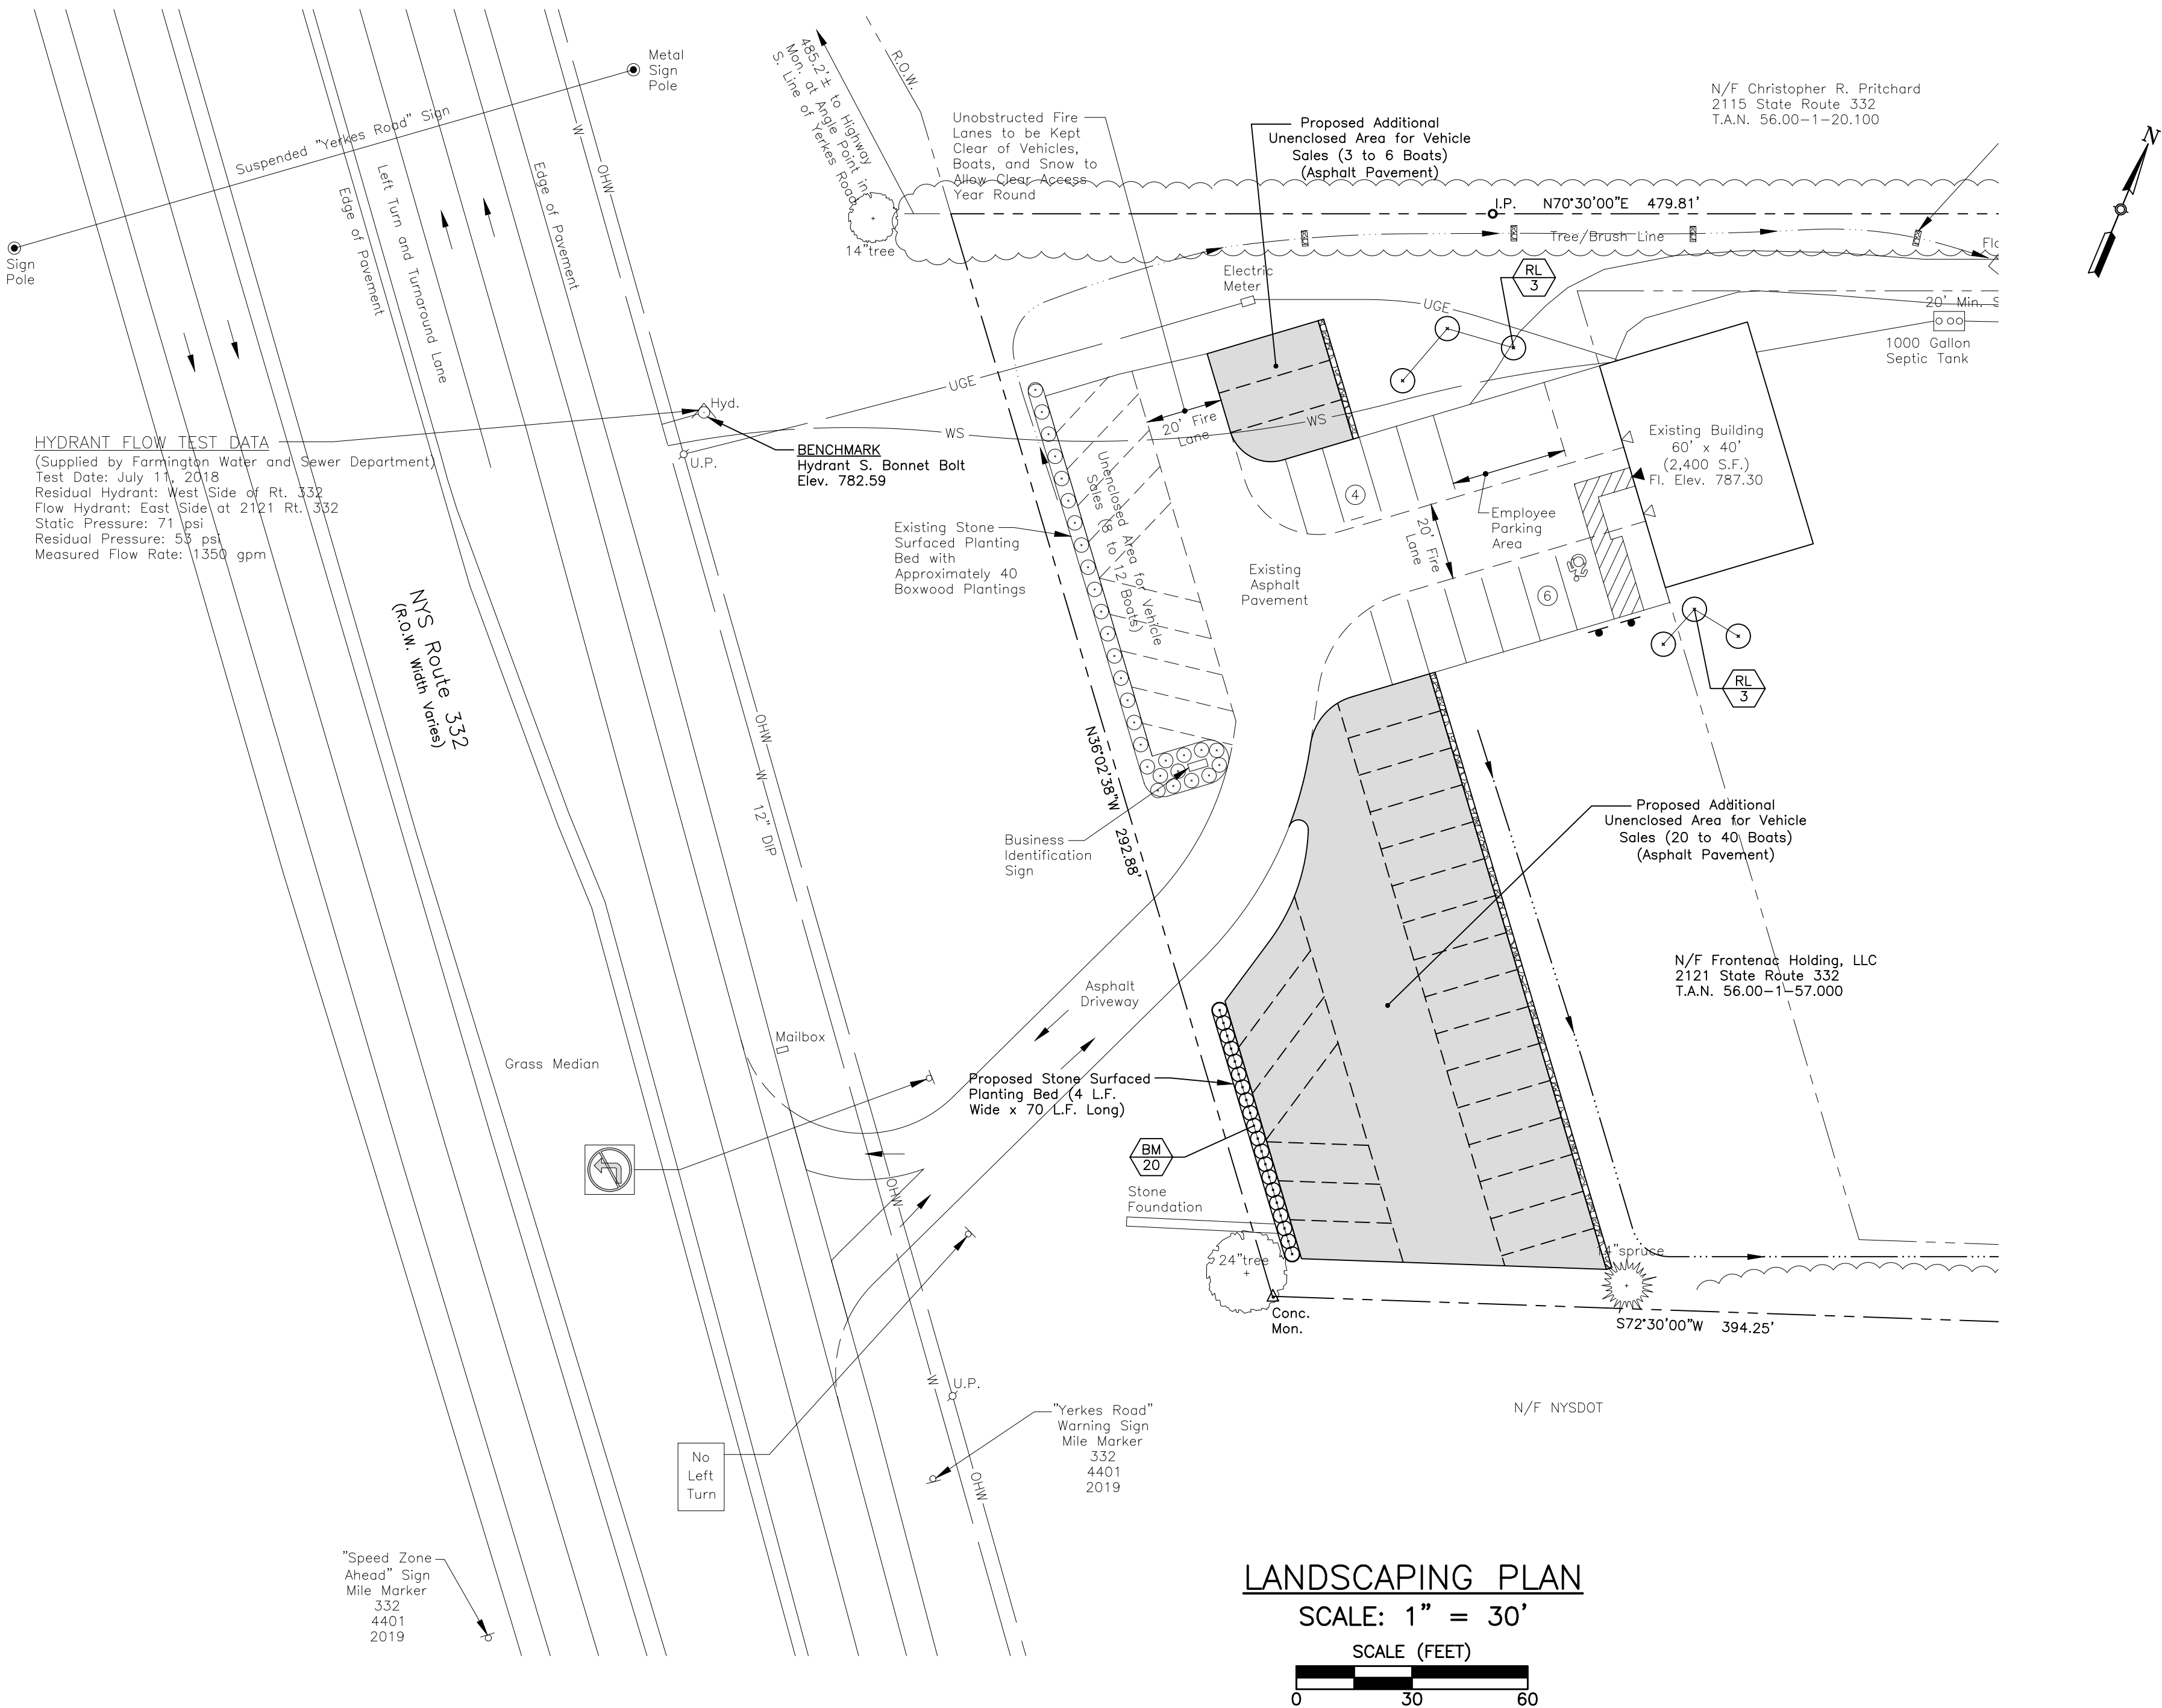 Metal
Sign
Pole
Suspended "Yerkes Road" Sign
Sign
Pole
Edge of Pavement
Left Turn and Turnaround Lane
Edge of Pavement
W
OHW
485.2'± to Highway
Mon. at Angle Point in
S. Line of Yerkes Road
R.O.W.
14"tree
Unobstructed Fire
Lanes to be Kept
Clear of Vehicles,
Boats, and Snow to
Allow Clear Access
Year Round
Proposed Additional
Unenclosed Area for Vehicle
Sales (3 to 6 Boats)
(Asphalt Pavement)
N/F Christopher R. Pritchard
2115 State Route 332
T.A.N. 56.00-1-20.100
N
I.P.
N70°30'00"E 479.81'
Tree/Brush Line
Electric
Meter
RL
3
UGE
20' Min. S
1000 Gallon
Septic Tank
UGE
Hyd.
WS
WS
20' Fire
Lane
U.P.
BENCHMARK
Hydrant S. Bonnet Bolt
Elev. 782.59
HYDRANT FLOW TEST DATA
(Supplied by Farmington Water and Sewer Department)
Test Date: July 11, 2018
Residual Hydrant: West Side of Rt. 332
Flow Hydrant: East Side at 2121 Rt. 332
Static Pressure: 71 psi
Residual Pressure: 53 psi
Measured Flow Rate: 1350 gpm
Existing Building
60' x 40'
(2,400 S.F.)
Fl. Elev. 787.30
4
Employee
Parking
Area
20' Fire
Lane
6
Existing Stone
Surfaced Planting
Bed with
Approximately 40
Boxwood Plantings
Unenclosed Area for Vehicle
Sales (8 to 12 Boats)
Existing
Asphalt
Pavement
RL
3
NYS Route 332
(R.O.W. Width Varies)
OHW
W
12" DIP
N36°02'38"W 292.88'
Business
Identification
Sign
Proposed Additional
Unenclosed Area for Vehicle
Sales (20 to 40 Boats)
(Asphalt Pavement)
N/F Frontenac Holding, LLC
2121 State Route 332
T.A.N. 56.00-1-57.000
Asphalt
Driveway
Mailbox
Grass Median
Proposed Stone Surfaced
Planting Bed (4 L.F.
Wide x 70 L.F. Long)
BM
20
Stone
Foundation
OHW
24"tree
14"spruce
Conc.
Mon.
S72°30'00"W 394.25'
W
U.P.
OHW
N/F NYSDOT
"Yerkes Road"
Warning Sign
Mile Marker
332
4401
2019
No
Left
Turn
"Speed Zone
Ahead" Sign
Mile Marker
332
4401
2019
LANDSCAPING PLAN
SCALE: 1" = 30'
SCALE (FEET)
0 30 60